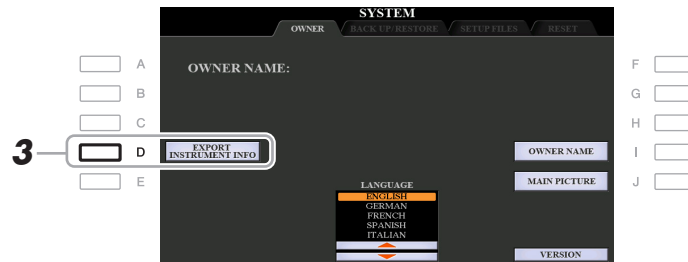 SYSTEM
OWNER BACK UP/RESTORE SETUP FILES RESET
A OWNER NAME: F
B G
C H
3 D EXPORT INSTRUMENT INFO OWNER NAME I
E LANGUAGE MAIN PICTURE J
ENGLISH
GERMAN
FRENCH
SPANISH
ITALIAN
VERSION